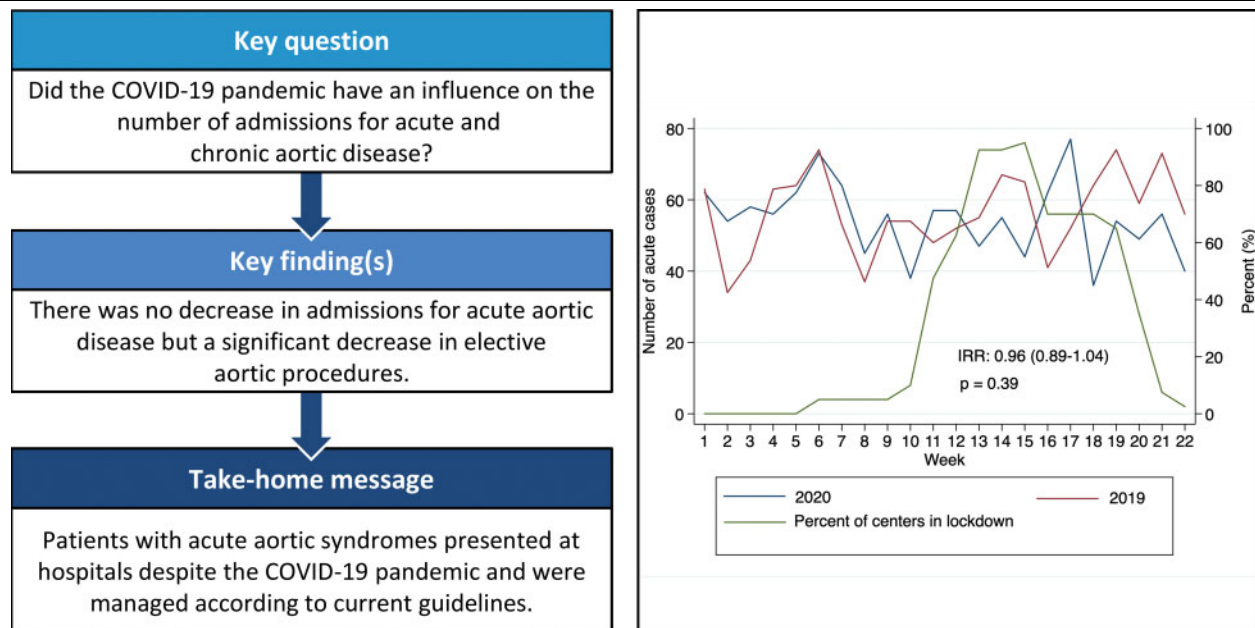 Key question
Did the COVID-19 pandemic have an influence on the
number of admissions for acute and
chronic aortic disease?
Key finding(s)
There was no decrease in admissions for acute aortic
disease but a significant decrease in elective
aortic procedures.
Take-home message
Patients with acute aortic syndromes presented at
hospitals despite the COVID-19 pandemic and were
managed according to current guidelines.
Number of acute cases
80
60
40
20
0
100
80
60
40
20
0
Percent (%)
IRR: 0.96 (0.89-1.04)
p = 0.39
1 2 3 4 5 6 7 8 9 10 11 12 13 14 15 16 17 18 19 20 21 22
Week
2020 2019
Percent of centers in lockdown